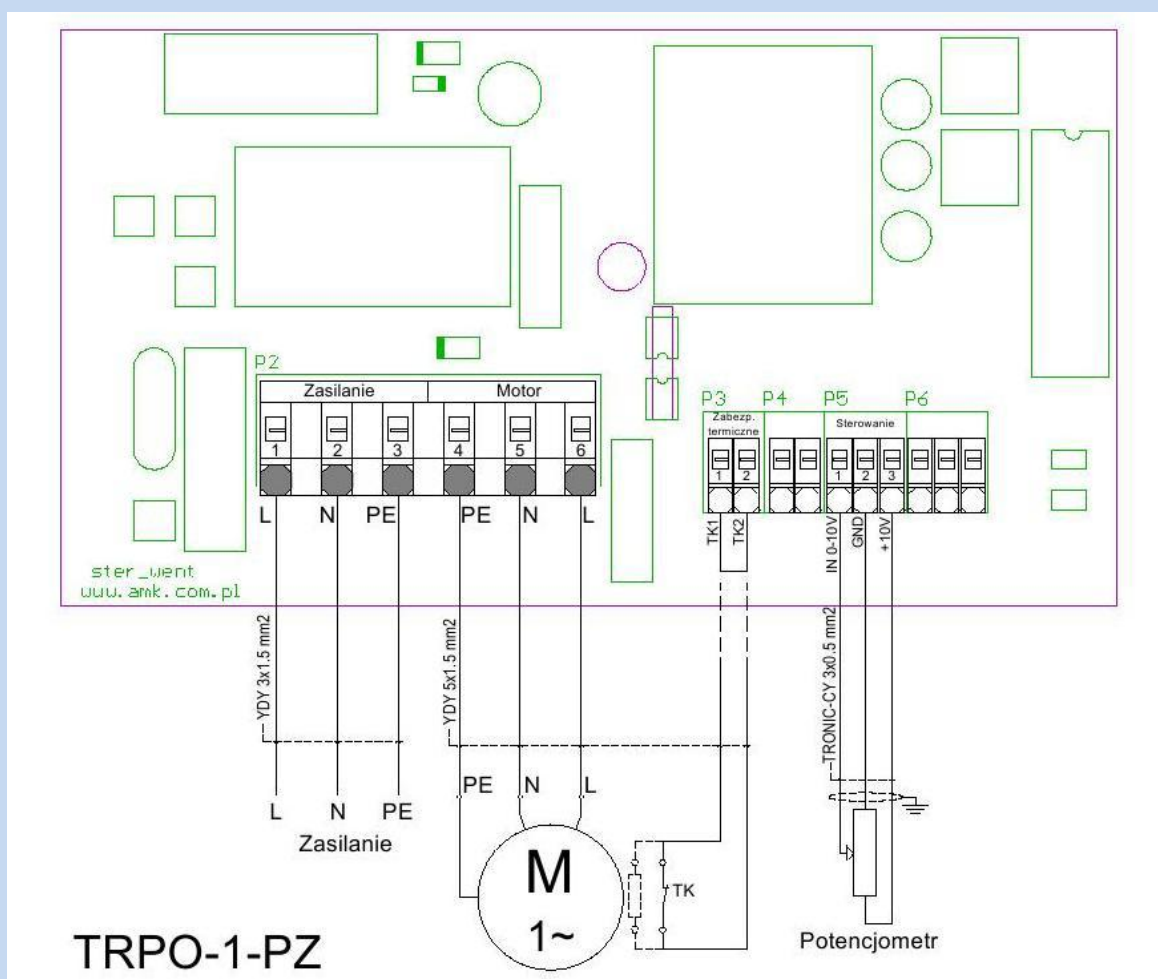 P2
Zasilanie Motor
1 2 3 4 5 6
L N PE PE N L
P3 P4 P5 P6
Zabezp.
termiczne
Sterowanie
1 2 1 2 3
TK1 TK2 IN 0-10V GND +10V
ster_went
www.amk.com.pl
YDY 3x1.5 mm2
YDY 5x1.5 mm2
TRONIC-CY 3x0.5 mm2
L N PE
Zasilanie
PE N L
M
1~
TK
Potencjometr
TRPO-1-PZ